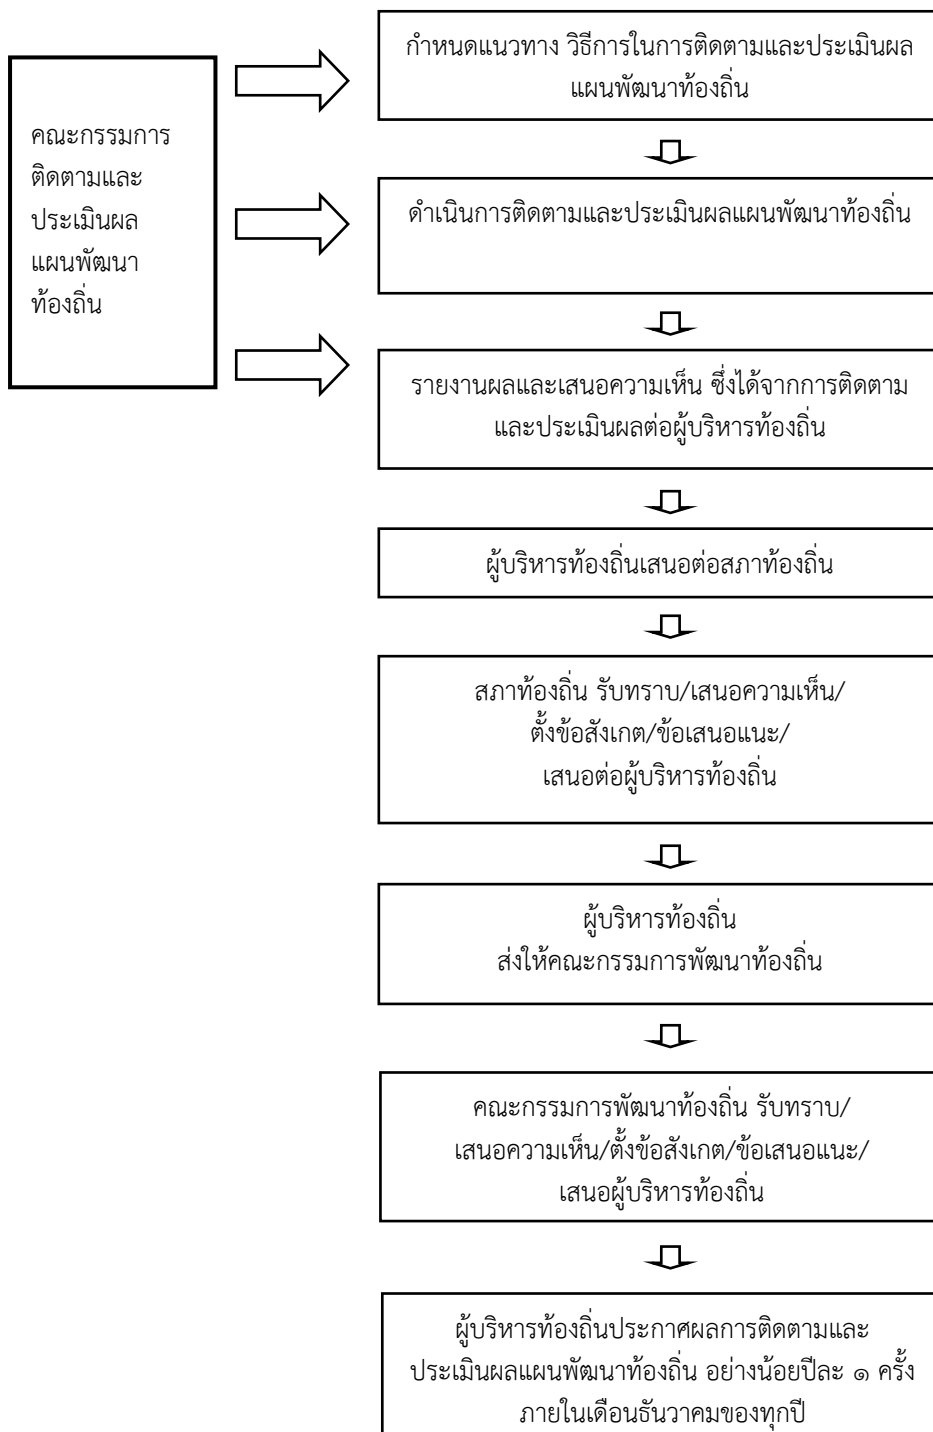 คณะกรรมการ
ติดตามและ
ประเมินผล
แผนพัฒนา
ท้องถิ่น
กำหนดแนวทาง วิธีการในการติดตามและประเมินผล
แผนพัฒนาท้องถิ่น
ดำเนินการติดตามและประเมินผลแผนพัฒนาท้องถิ่น
รายงานผลและเสนอความเห็น ซึ่งได้จากการติดตาม
และประเมินผลต่อผู้บริหารท้องถิ่น
ผู้บริหารท้องถิ่นเสนอต่อสภาท้องถิ่น
สภาท้องถิ่น รับทราบ/เสนอความเห็น/
ตั้งข้อสังเกต/ข้อเสนอแนะ/
เสนอต่อผู้บริหารท้องถิ่น
ผู้บริหารท้องถิ่น
ส่งให้คณะกรรมการพัฒนาท้องถิ่น
คณะกรรมการพัฒนาท้องถิ่น รับทราบ/
เสนอความเห็น/ตั้งข้อสังเกต/ข้อเสนอแนะ/
เสนอผู้บริหารท้องถิ่น
ผู้บริหารท้องถิ่นประกาศผลการติดตามและ
ประเมินผลแผนพัฒนาท้องถิ่น อย่างน้อยปีละ ๑ ครั้ง
ภายในเดือนธันวาคมของทุกปี